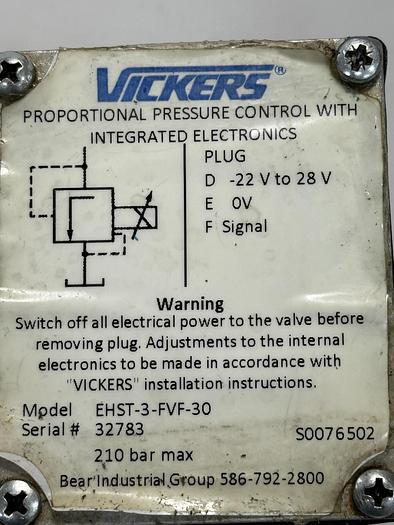 VICKERS®
PROPORTIONAL PRESSURE CONTROL WITH
INTEGRATED ELECTRONICS
PLUG
D -22 V to 28 V
E 0V
F Signal
Warning
Switch off all electrical power to the valve before
removing plug. Adjustments to the internal
electronics to be made in accordance with
"VICKERS" installation instructions.
Model EHST-3-FVF-30
Serial # 32783
S0076502
210 bar max
Bear Industrial Group 586-792-2800